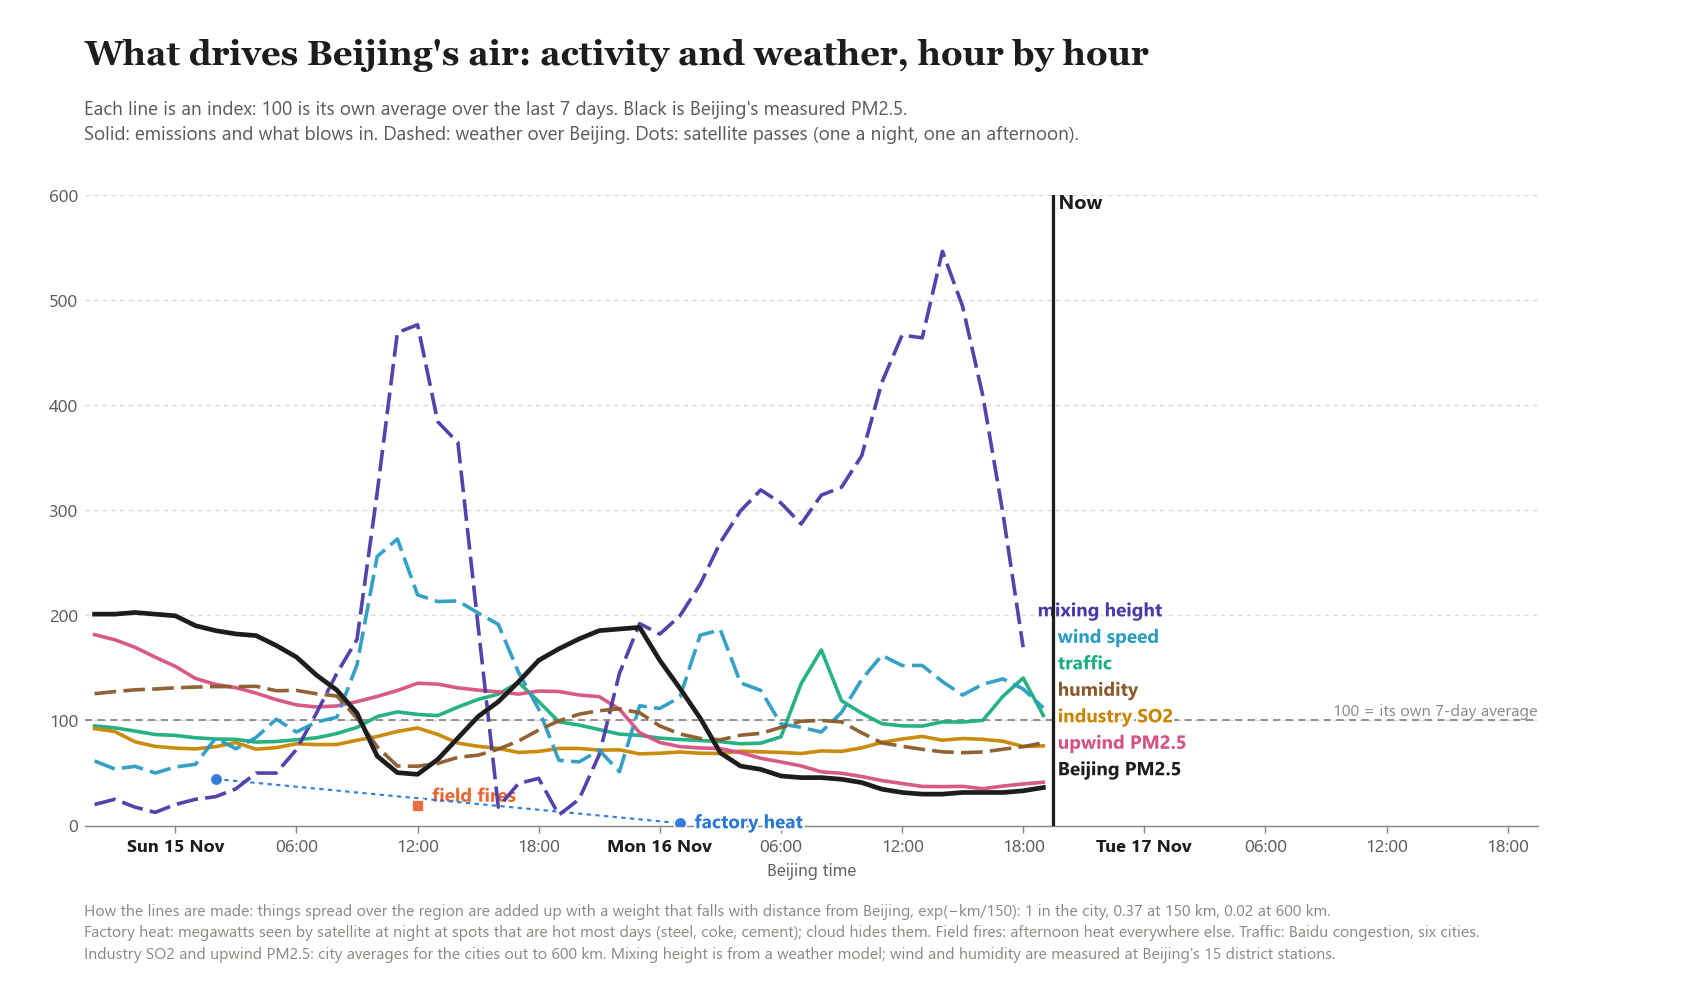 What drives Beijing's air: activity and weather, hour by hour
Each line is an index: 100 is its own average over the last 7 days. Black is Beijing's measured PM2.5.
Solid: emissions and what blows in. Dashed: weather over Beijing. Dots: satellite passes (one a night, one an afternoon).
600
Now
500
400
300
200
mixing height
wind speed
traffic
humidity
100
industry SO2
100 = its own 7-day average
upwind PM2.5
Beijing PM2.5
field fires
factory heat
0
Sun 15 Nov
06:00
12:00
18:00
Mon 16 Nov
06:00
12:00
18:00
Tue 17 Nov
06:00
12:00
18:00
Beijing time
How the lines are made: things spread over the region are added up with a weight that falls with distance from Beijing, exp(−km/150): 1 in the city, 0.37 at 150 km, 0.02 at 600 km.
Factory heat: megawatts seen by satellite at night at spots that are hot most days (steel, coke, cement); cloud hides them. Field fires: afternoon heat everywhere else. Traffic: Baidu congestion, six cities.
Industry SO2 and upwind PM2.5: city averages for the cities out to 600 km. Mixing height is from a weather model; wind and humidity are measured at Beijing's 15 district stations.